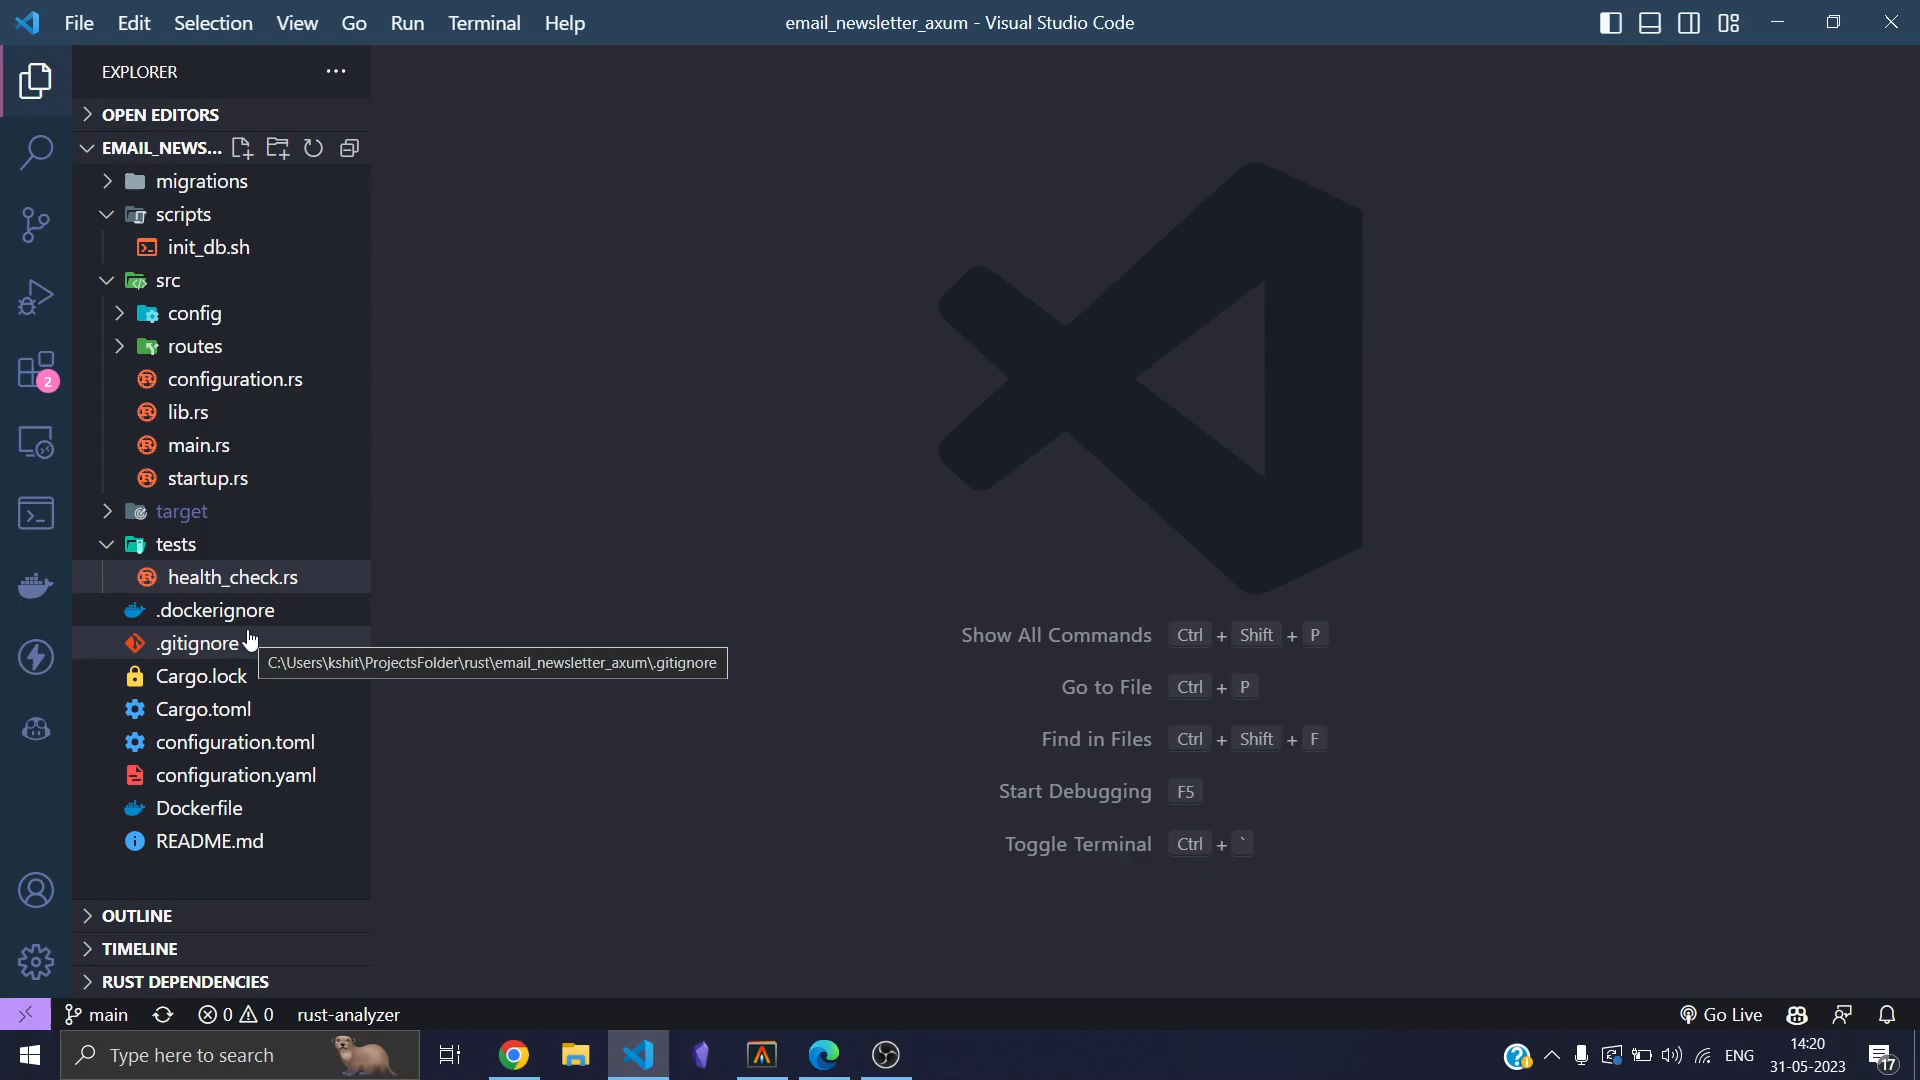 File Edit Selection View Go Run Terminal Help
email_newsletter_axum - Visual Studio Code
EXPLORER
OPEN EDITORS
EMAIL_NEWS...
migrations
scripts
init_db.sh
src
config
routes
configuration.rs
lib.rs
main.rs
startup.rs
target
tests
health_check.rs
.dockerignore
.gitignore
C:\Users\kshit\ProjectsFolder\rust\email_newsletter_axum\.gitignore
Cargo.lock
Cargo.toml
configuration.toml
configuration.yaml
Dockerfile
README.md
OUTLINE
TIMELINE
RUST DEPENDENCIES
2
Show All Commands Ctrl + Shift + P
Go to File Ctrl + P
Find in Files Ctrl + Shift + F
Start Debugging F5
Toggle Terminal Ctrl + `
main 0 0 rust-analyzer
Go Live
Type here to search
ENG
14:20
31-05-2023
17